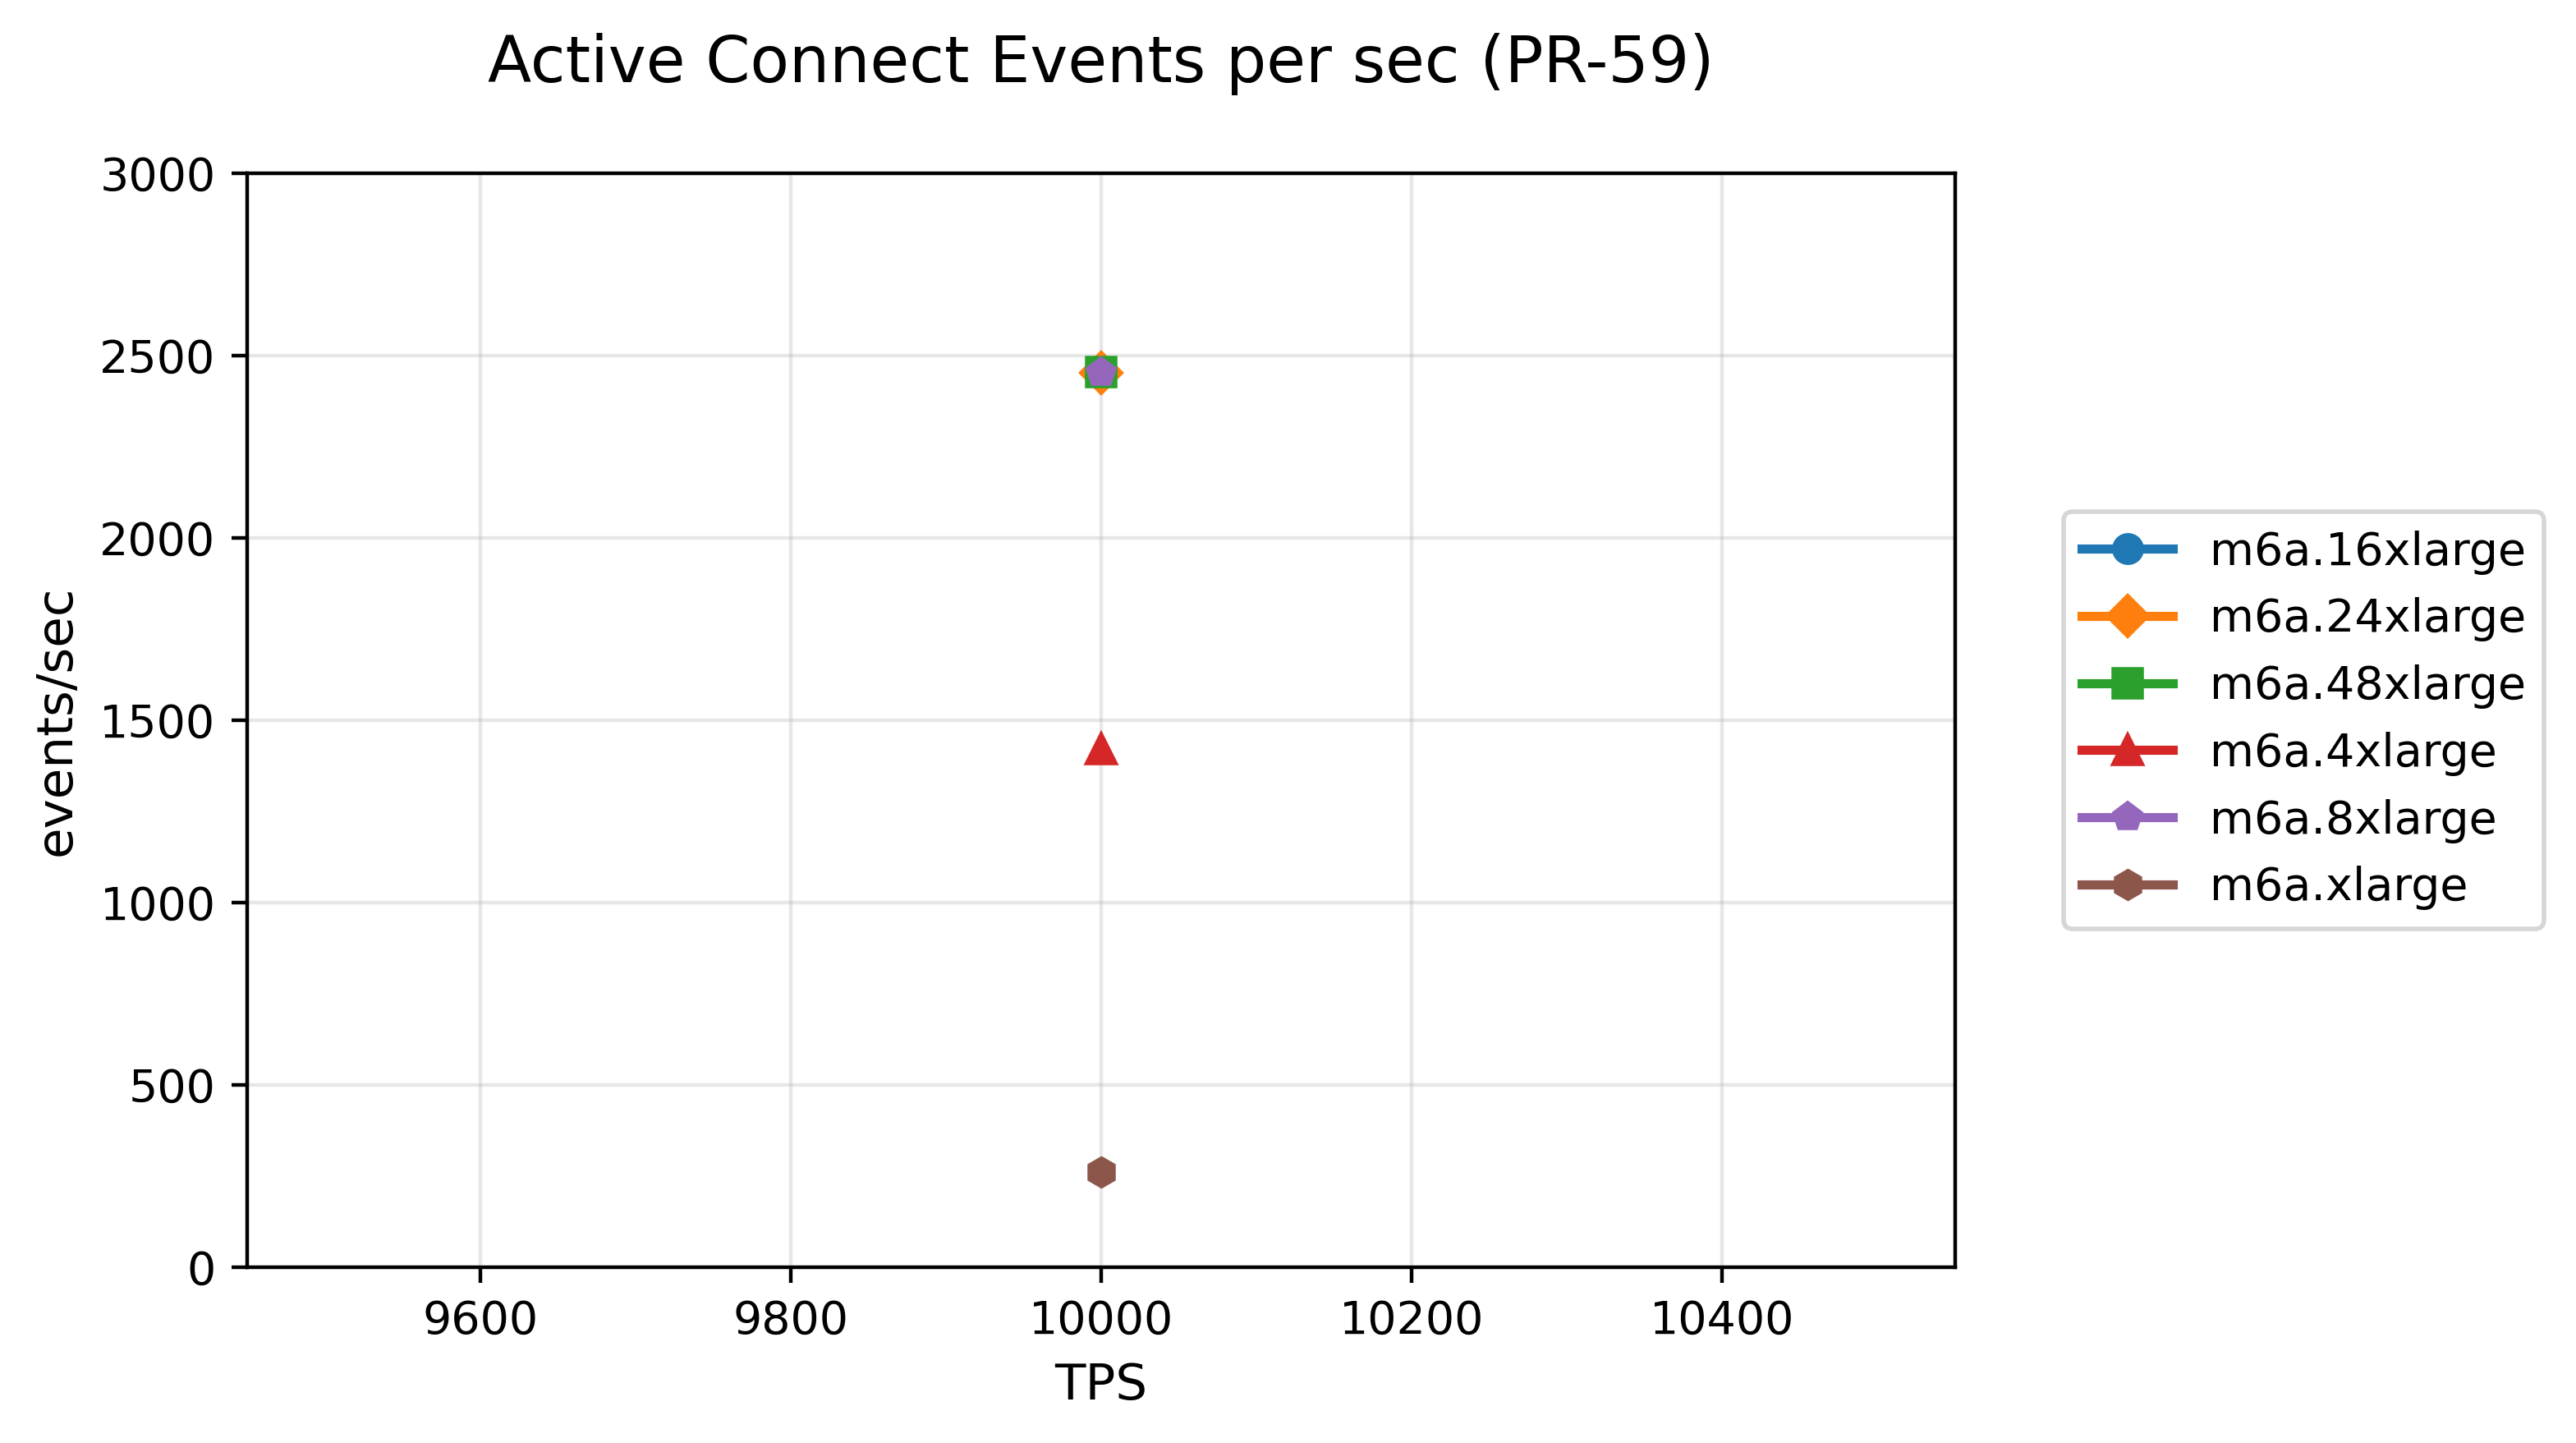 Active Connect Events per sec (PR-59)
3000
2500
2000
1500
1000
500
0
events/sec
9600 9800 10000 10200 10400
TPS
m6a.16xlarge
m6a.24xlarge
m6a.48xlarge
m6a.4xlarge
m6a.8xlarge
m6a.xlarge